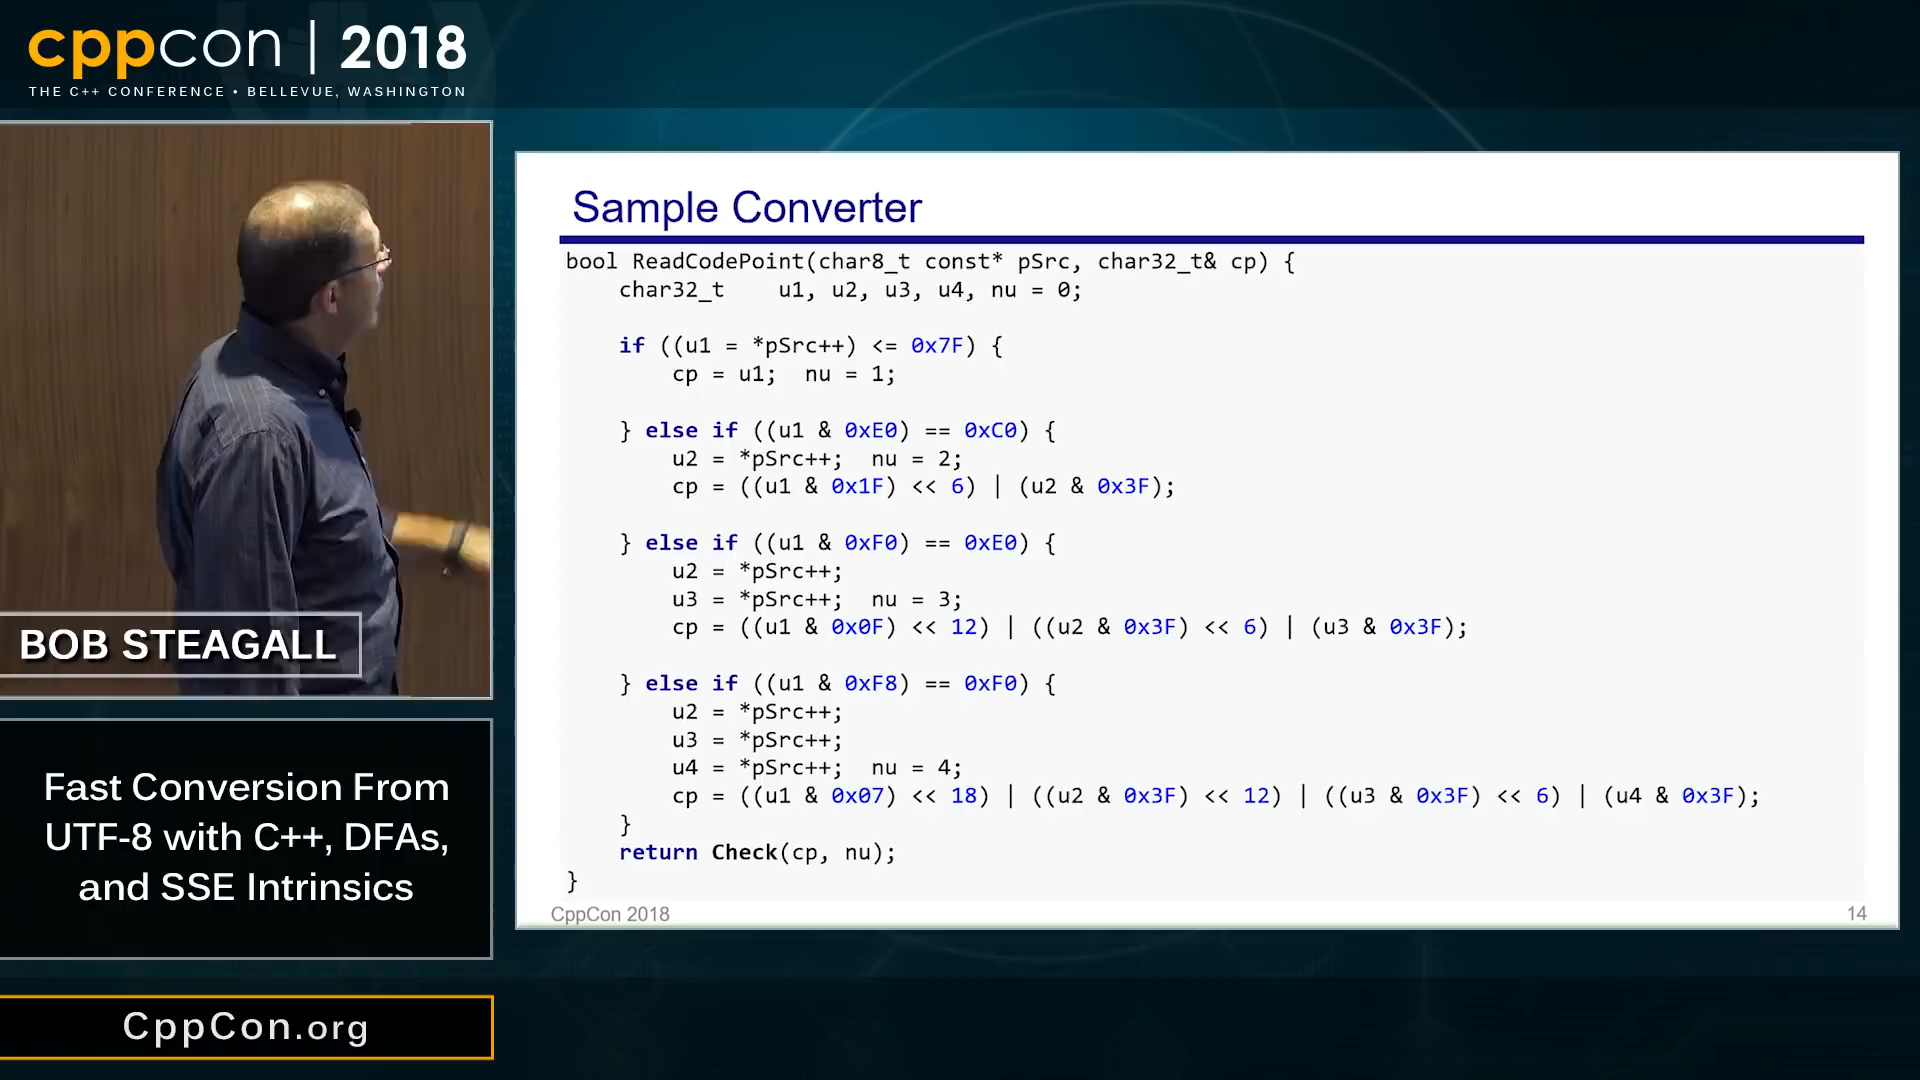 cppcon | 2018
THE C++ CONFERENCE • BELLEVUE, WASHINGTON
BOB STEAGALL
Fast Conversion From
UTF-8 with C++, DFAs,
and SSE Intrinsics
CppCon.org
Sample Converter
bool ReadCodePoint(char8_t const* pSrc, char32_t& cp) {
    char32_t    u1, u2, u3, u4, nu = 0;
    if ((u1 = *pSrc++) <= 0x7F) {
        cp = u1;  nu = 1;
    } else if ((u1 & 0xE0) == 0xC0) {
        u2 = *pSrc++;  nu = 2;
        cp = ((u1 & 0x1F) << 6) | (u2 & 0x3F);
    } else if ((u1 & 0xF0) == 0xE0) {
        u2 = *pSrc++;
        u3 = *pSrc++;  nu = 3;
        cp = ((u1 & 0x0F) << 12) | ((u2 & 0x3F) << 6) | (u3 & 0x3F);
    } else if ((u1 & 0xF8) == 0xF0) {
        u2 = *pSrc++;
        u3 = *pSrc++;
        u4 = *pSrc++;  nu = 4;
        cp = ((u1 & 0x07) << 18) | ((u2 & 0x3F) << 12) | ((u3 & 0x3F) << 6) | (u4 & 0x3F);
    }
    return Check(cp, nu);
}
CppCon 2018
14